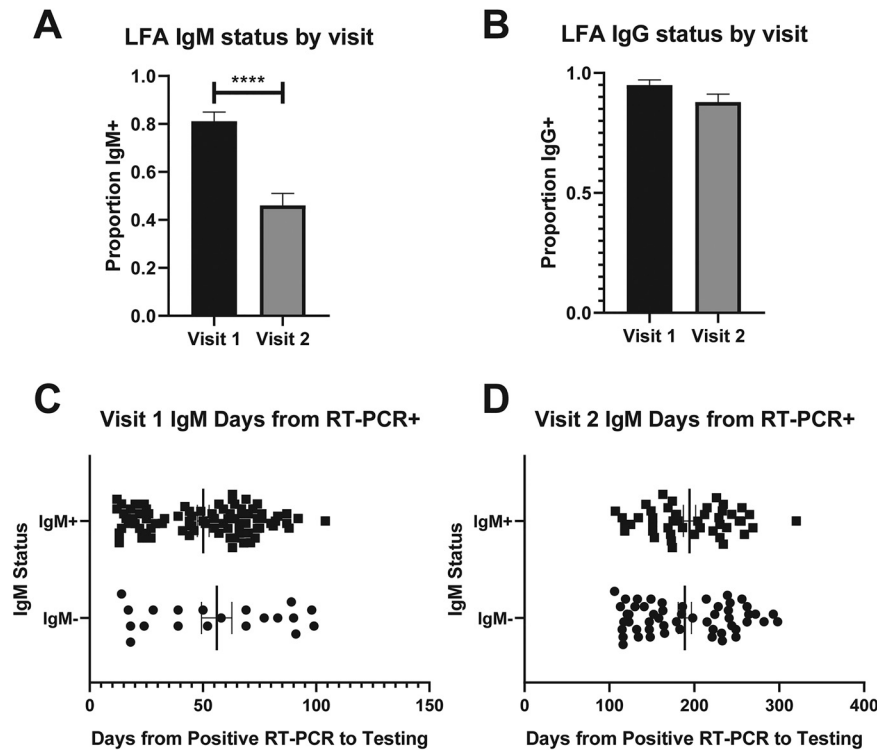 A
LFA IgM status by visit
****
Proportion IgM+
1.0
0.8
0.6
0.4
0.2
0.0
Visit 1 Visit 2
B
LFA IgG status by visit
Proportion IgG+
1.0
0.5
0.0
Visit 1 Visit 2
C
Visit 1 IgM Days from RT-PCR+
IgM Status
IgM+
IgM-
0 50 100 150
Days from Positive RT-PCR to Testing
D
Visit 2 IgM Days from RT-PCR+
IgM Status
IgM+
IgM-
0 100 200 300 400
Days from Positive RT-PCR to Testing